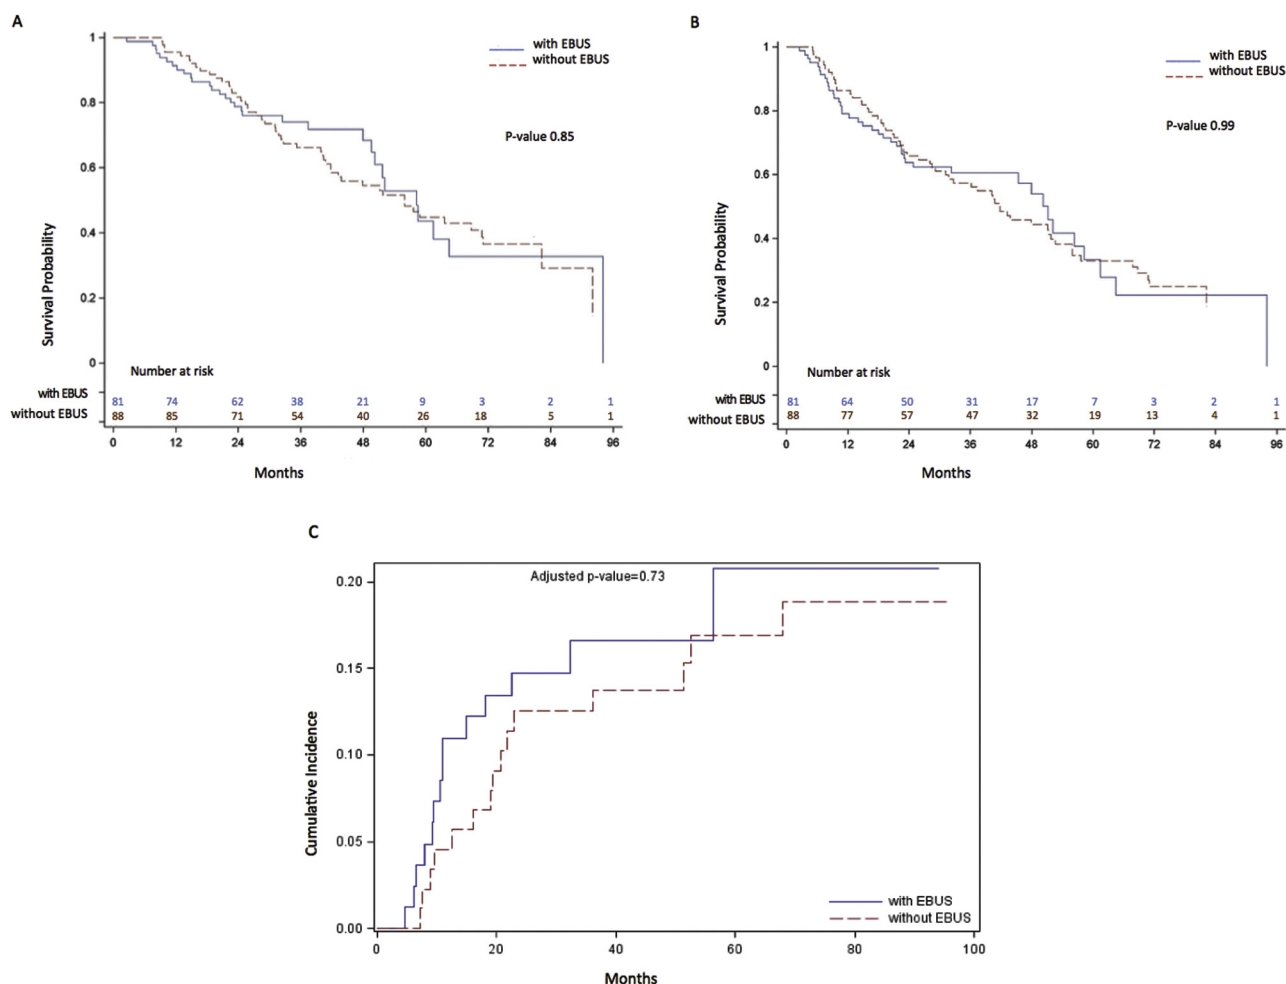 A
1
0.8
0.6
0.4
0.2
0
Survival Probability
with EBUS
without EBUS
P-value 0.85
Number at risk
with EBUS 81 74 62 38 21 9 3 2 1
without EBUS 88 85 71 54 40 26 18 5 1
0 12 24 36 48 60 72 84 96
Months
B
1.0
0.8
0.6
0.4
0.2
0
Survival Probability
with EBUS
without EBUS
P-value 0.99
Number at risk
with EBUS 81 64 50 31 17 7 3 2 1
without EBUS 88 77 57 47 32 19 13 4 1
0 12 24 36 48 60 72 84 96
Months
C
Adjusted p-value=0.73
0.20
0.15
0.10
0.05
0.00
Cumulative Incidence
with EBUS
without EBUS
0 20 40 60 80 100
Months